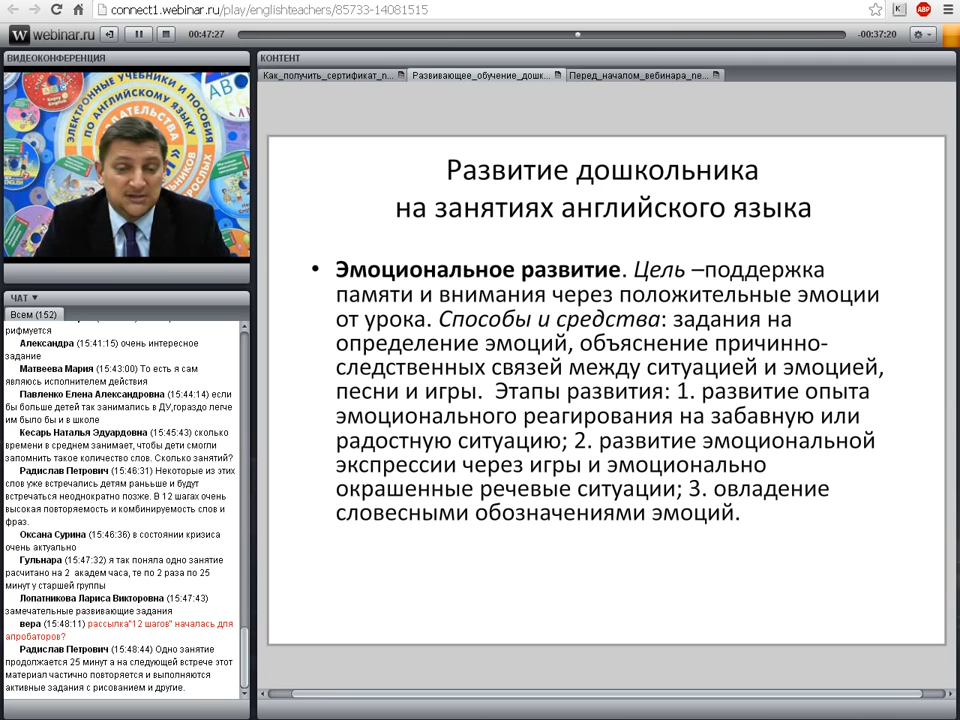 connect1.webinar.ru/play/englishteachers/85733-14081515
webinar.ru
00:47:27
-00:37:20
ВИДЕОКОНФЕРЕНЦИЯ
ЭЛЕКТРОННЫЕ УЧЕБНИКИ И ПОСОБИЯ
ПО АНГЛИЙСКОМУ ЯЗЫКУ
ИЗДАТЕЛЬСТВА
ЧАТ
Всем (152)
рифмуется
Александра (15:41:15) очень интересное
задание
Матвеева Мария (15:43:00) То есть я сам
являюсь исполнителем действия
Павленко Елена Александровна (15:44:14) если
бы больше детей так занимались в ДУ,гораздо легче
им было бы и в школе
Кесарь Наталья Эдуардовна (15:45:43) сколько
времени в среднем занимает, чтобы дети смогли
запомнить такое количество слов. Сколько занятий?
Радислав Петрович (15:46:31) Некоторые из этих
слов уже встречались детям ранььше и будут
встречаться неоднократно позже. В 12 шагах очень
высокая повторяемость и комбинируемость слов и
фраз.
Оксана Сурина (15:46:36) в состоянии кризиса
очень актуально
Гульнара (15:47:32) я так поняла одно занятие
расчитано на 2 академ часа, те по 2 раза по 25
минут у старшей группы
Лопатникова Лариса Викторовна (15:47:43)
замечательные развивающие задания
вера (15:48:11) рассылка"12 шагов" началась для
апробаторов?
Радислав Петрович (15:48:44) Одно занятие
продолжается 25 минут а на следующей встрече этот
материал частично повторяется и выполняются
активные задания с рисованием и другие.
КОНТЕНТ
Как_получить_сертификат_п...
Развивающее_обучение_дошк...
Перед_началом_вебинара_пе...
Развитие дошкольника
на занятиях английского языка
• Эмоциональное развитие. Цель –поддержка
памяти и внимания через положительные эмоции
от урока. Способы и средства: задания на
определение эмоций, объяснение причинно-
следственных связей между ситуацией и эмоцией,
песни и игры. Этапы развития: 1. развитие опыта
эмоционального реагирования на забавную или
радостную ситуацию; 2. развитие эмоциональной
экспрессии через игры и эмоционально
окрашенные речевые ситуации; 3. овладение
словесными обозначениями эмоций.